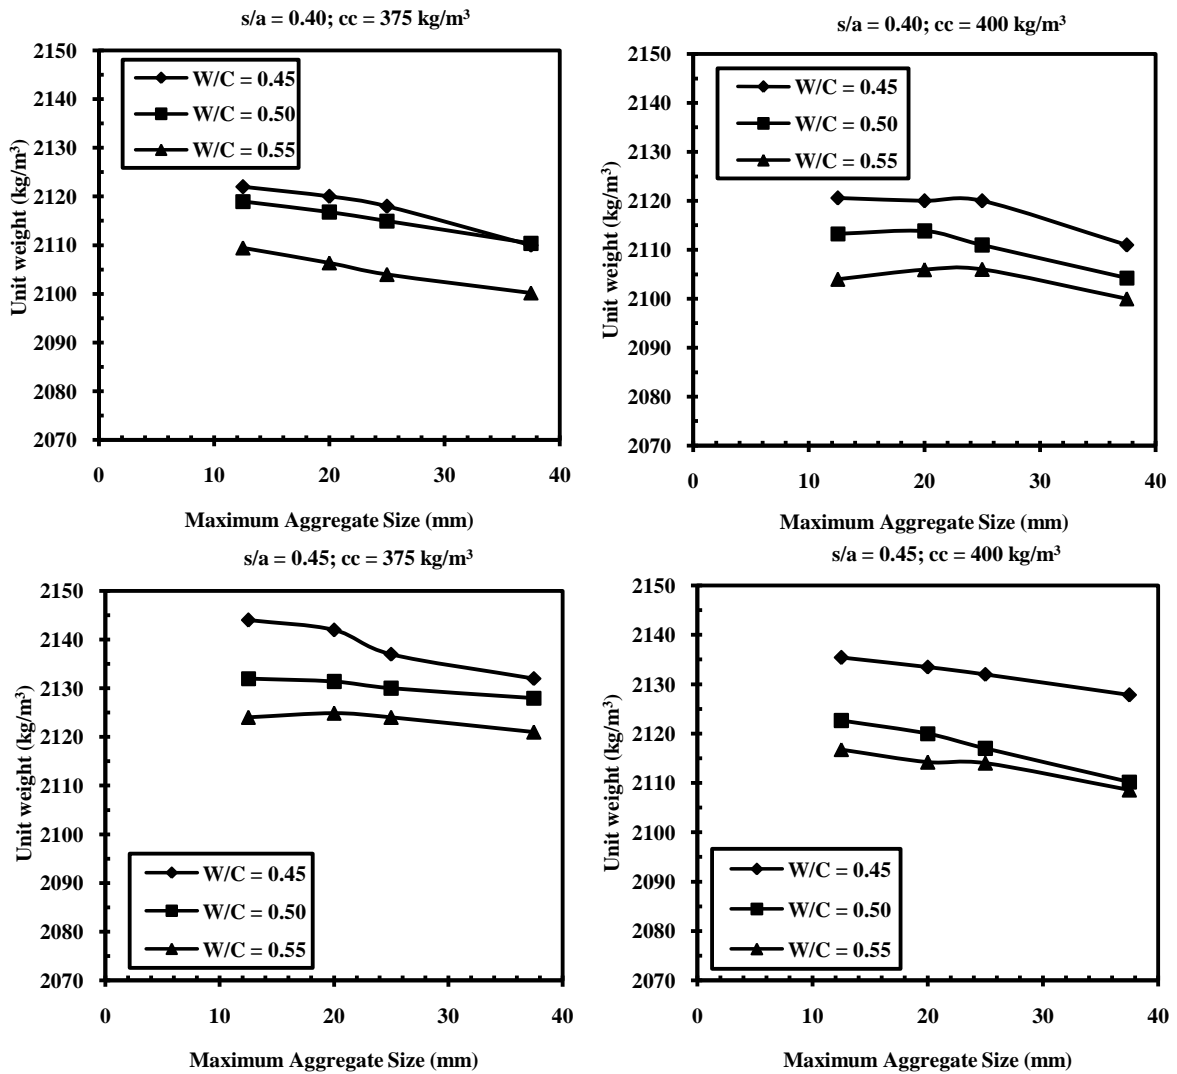 s/a = 0.40; cc = 375 kg/m³
2150
2140
2130
2120
2110
2100
2090
2080
2070
0
10
20
30
40
Unit weight (kg/m³)
Maximum Aggregate Size (mm)
W/C = 0.45
W/C = 0.50
W/C = 0.55
s/a = 0.40; cc = 400 kg/m³
2150
2140
2130
2120
2110
2100
2090
2080
2070
0
10
20
30
40
Unit weight (kg/m³)
Maximum Aggregate Size (mm)
W/C = 0.45
W/C = 0.50
W/C = 0.55
s/a = 0.45; cc = 375 kg/m³
2150
2140
2130
2120
2110
2100
2090
2080
2070
0
10
20
30
40
Unit weight (kg/m³)
Maximum Aggregate Size (mm)
W/C = 0.45
W/C = 0.50
W/C = 0.55
s/a = 0.45; cc = 400 kg/m³
2150
2140
2130
2120
2110
2100
2090
2080
2070
0
10
20
30
40
Unit weight (kg/m³)
Maximum Aggregate Size (mm)
W/C = 0.45
W/C = 0.50
W/C = 0.55